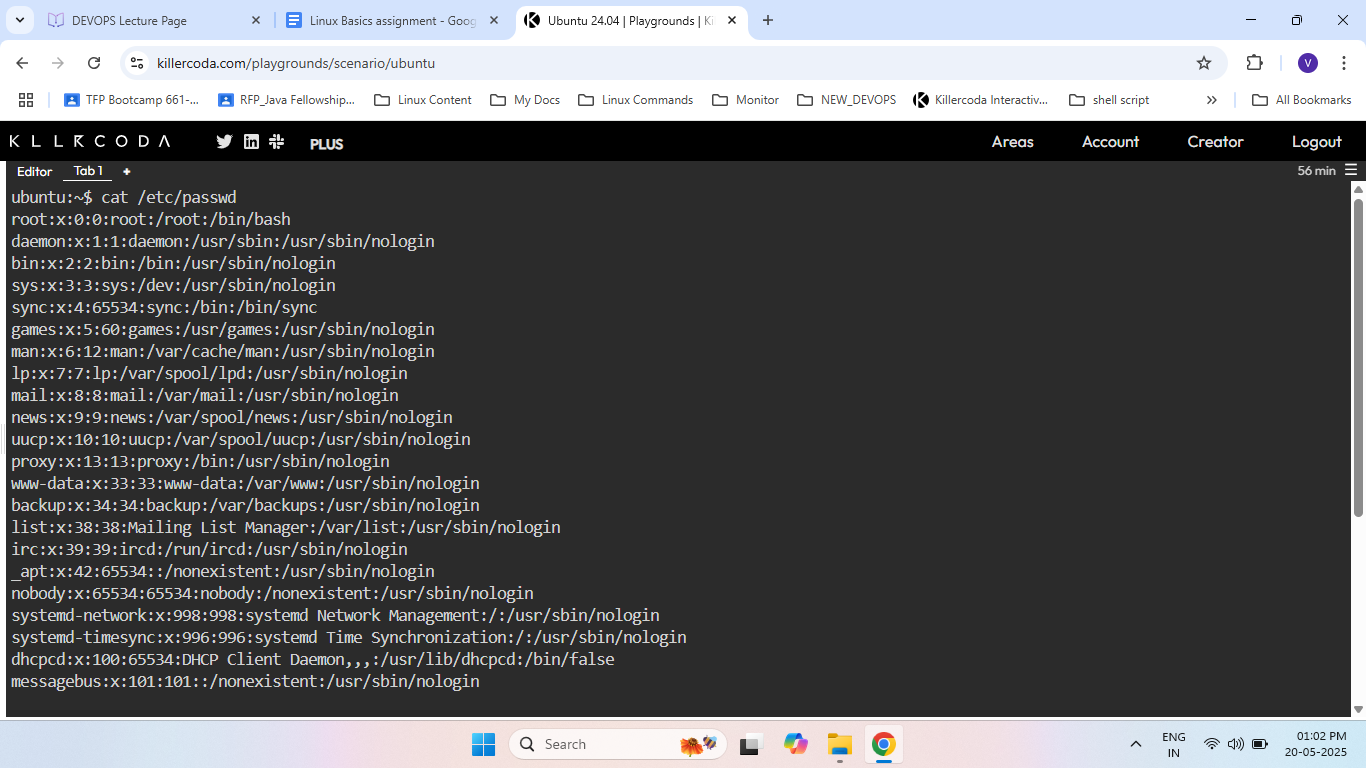 DEVOPS Lecture Page
Linux Basics assignment - Goog
Ubuntu 24.04 | Playgrounds | Ki
killercoda.com/playgrounds/scenario/ubuntu
V
TFP Bootcamp 661-...
RFP_Java Fellowship...
Linux Content
My Docs
Linux Commands
Monitor
NEW_DEVOPS
Killercoda Interactiv...
shell script
All Bookmarks
KILLERCODA
PLUS
Areas
Account
Creator
Logout
Editor
Tab 1
+
56 min
ubuntu:~$ cat /etc/passwd
root:x:0:0:root:/root:/bin/bash
daemon:x:1:1:daemon:/usr/sbin:/usr/sbin/nologin
bin:x:2:2:bin:/bin:/usr/sbin/nologin
sys:x:3:3:sys:/dev:/usr/sbin/nologin
sync:x:4:65534:sync:/bin:/bin/sync
games:x:5:60:games:/usr/games:/usr/sbin/nologin
man:x:6:12:man:/var/cache/man:/usr/sbin/nologin
lp:x:7:7:lp:/var/spool/lpd:/usr/sbin/nologin
mail:x:8:8:mail:/var/mail:/usr/sbin/nologin
news:x:9:9:news:/var/spool/news:/usr/sbin/nologin
uucp:x:10:10:uucp:/var/spool/uucp:/usr/sbin/nologin
proxy:x:13:13:proxy:/bin:/usr/sbin/nologin
www-data:x:33:33:www-data:/var/www:/usr/sbin/nologin
backup:x:34:34:backup:/var/backups:/usr/sbin/nologin
list:x:38:38:Mailing List Manager:/var/list:/usr/sbin/nologin
irc:x:39:39:ircd:/run/ircd:/usr/sbin/nologin
_apt:x:42:65534::/nonexistent:/usr/sbin/nologin
nobody:x:65534:65534:nobody:/nonexistent:/usr/sbin/nologin
systemd-network:x:998:998:systemd Network Management:/:/usr/sbin/nologin
systemd-timesync:x:996:996:systemd Time Synchronization:/:/usr/sbin/nologin
dhcpcd:x:100:65534:DHCP Client Daemon,,,:/usr/lib/dhcpcd:/bin/false
messagebus:x:101:101::/nonexistent:/usr/sbin/nologin
Search
ENG
IN
01:02 PM
20-05-2025